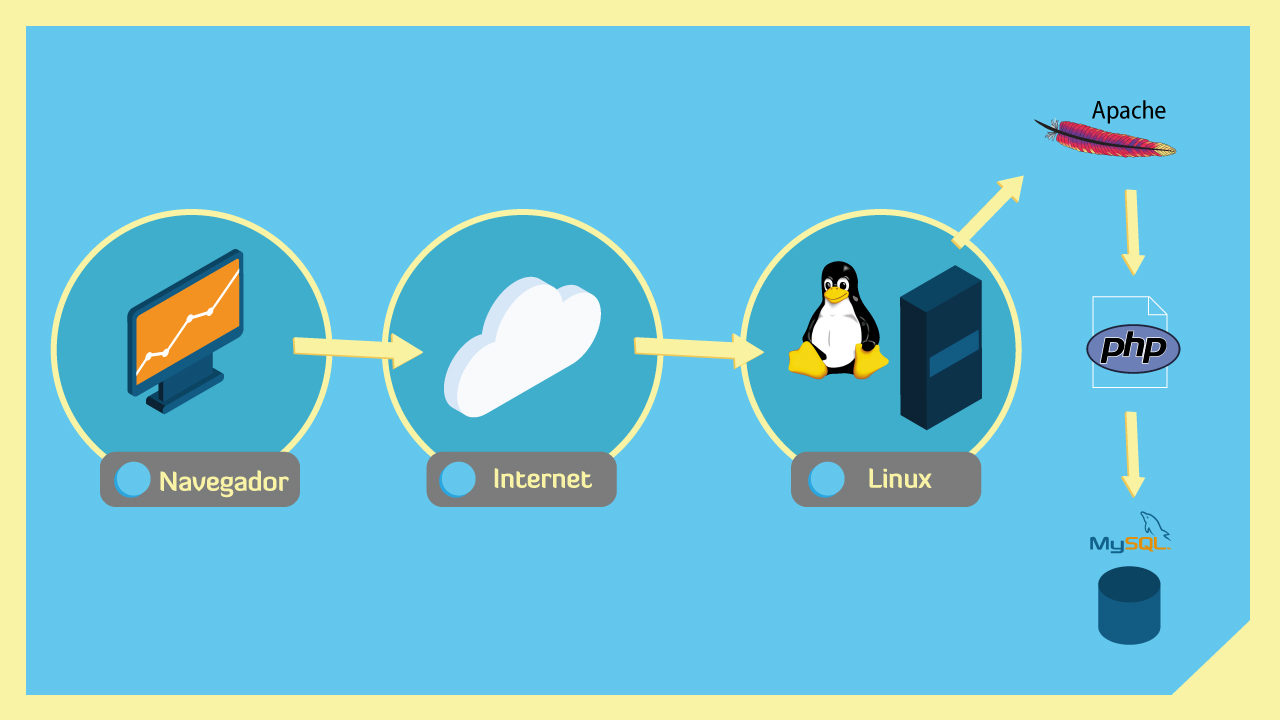 Apache
php
MySQL
Navegador
Internet
Linux